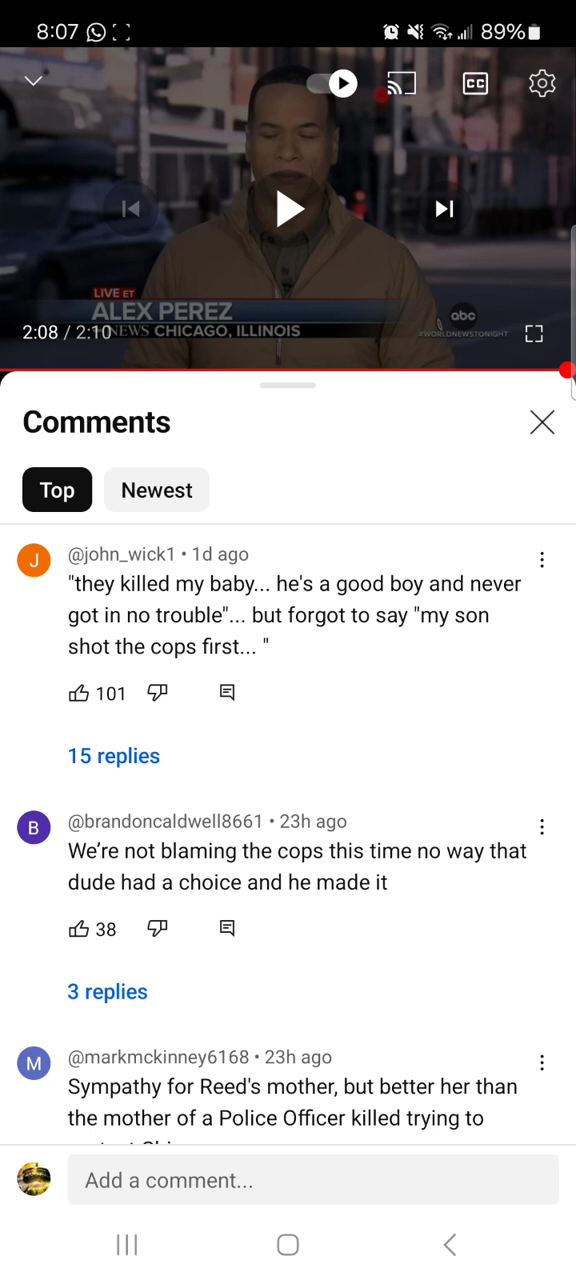 8:07
89%
CC
LIVE ET
ALEX PEREZ
2:08 / 2:10
NEWS CHICAGO, ILLINOIS
abc
#WORLDNEWSTONIGHT
Comments
Top
Newest
J
@john_wick1 • 1d ago
"they killed my baby... he's a good boy and never
got in no trouble"... but forgot to say "my son
shot the cops first... "
101
15 replies
B
@brandoncaldwell8661 • 23h ago
We’re not blaming the cops this time no way that
dude had a choice and he made it
38
3 replies
M
@markmckinney6168 • 23h ago
Sympathy for Reed's mother, but better her than
the mother of a Police Officer killed trying to
Add a comment...